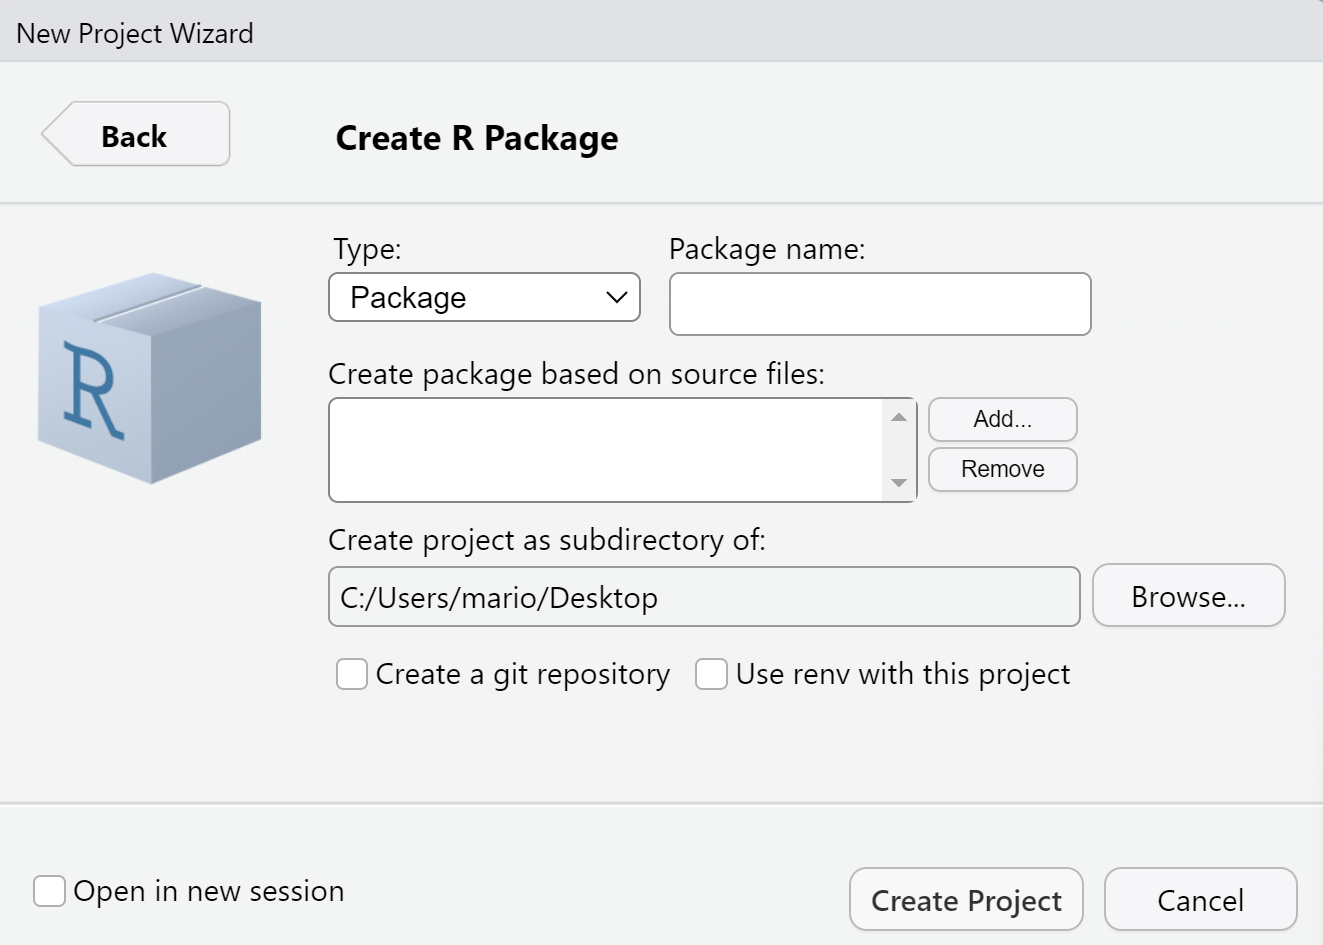 New Project Wizard
Back
Create R Package
R
Type:
Package name:
Package
Create package based on source files:
Add...
Remove
Create project as subdirectory of:
C:/Users/mario/Desktop
Browse...
Create a git repository
Use renv with this project
Open in new session
Create Project
Cancel